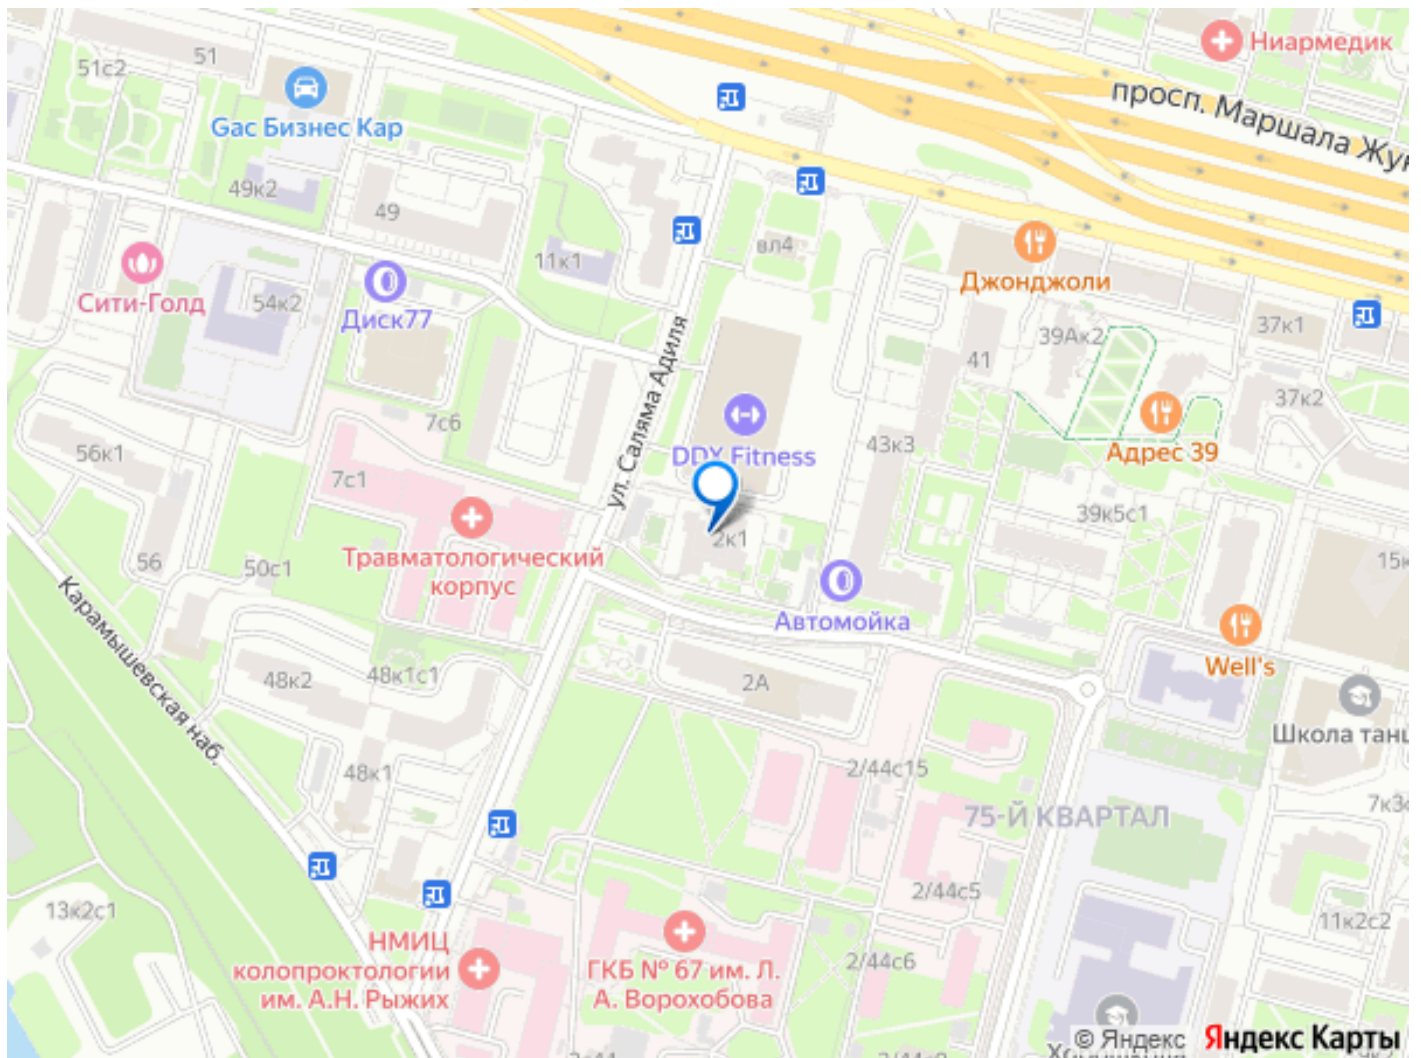 Ниармедик
51
51с2
просп. Маршала Жук
Gac Бизнес Кар
49к2
49
вл4
11к1
Джонджоли
Сити-Голд
54к2
Диск77
39Ак2
37к1
41
ул. Саляма Адиля
37к2
7с6
43к3
56к1
DDX Fitness
Адрес 39
7с1
39к5с1
2к1
Травматологический
корпус
56
50с1
15к
Автомойка
Карамышевская наб.
Well's
48к2
48к1с1
2А
Школа танц
48к1
2/44с15
75-Й КВАРТАЛ
7к3
2/44с5
13к2с1
11к2с2
НМИЦ
колопроктологии
им. А.Н. Рыжих
ГКБ № 67 им. Л.
А. Ворохобова
2/44с6
© Яндекс
Яндекс Карты